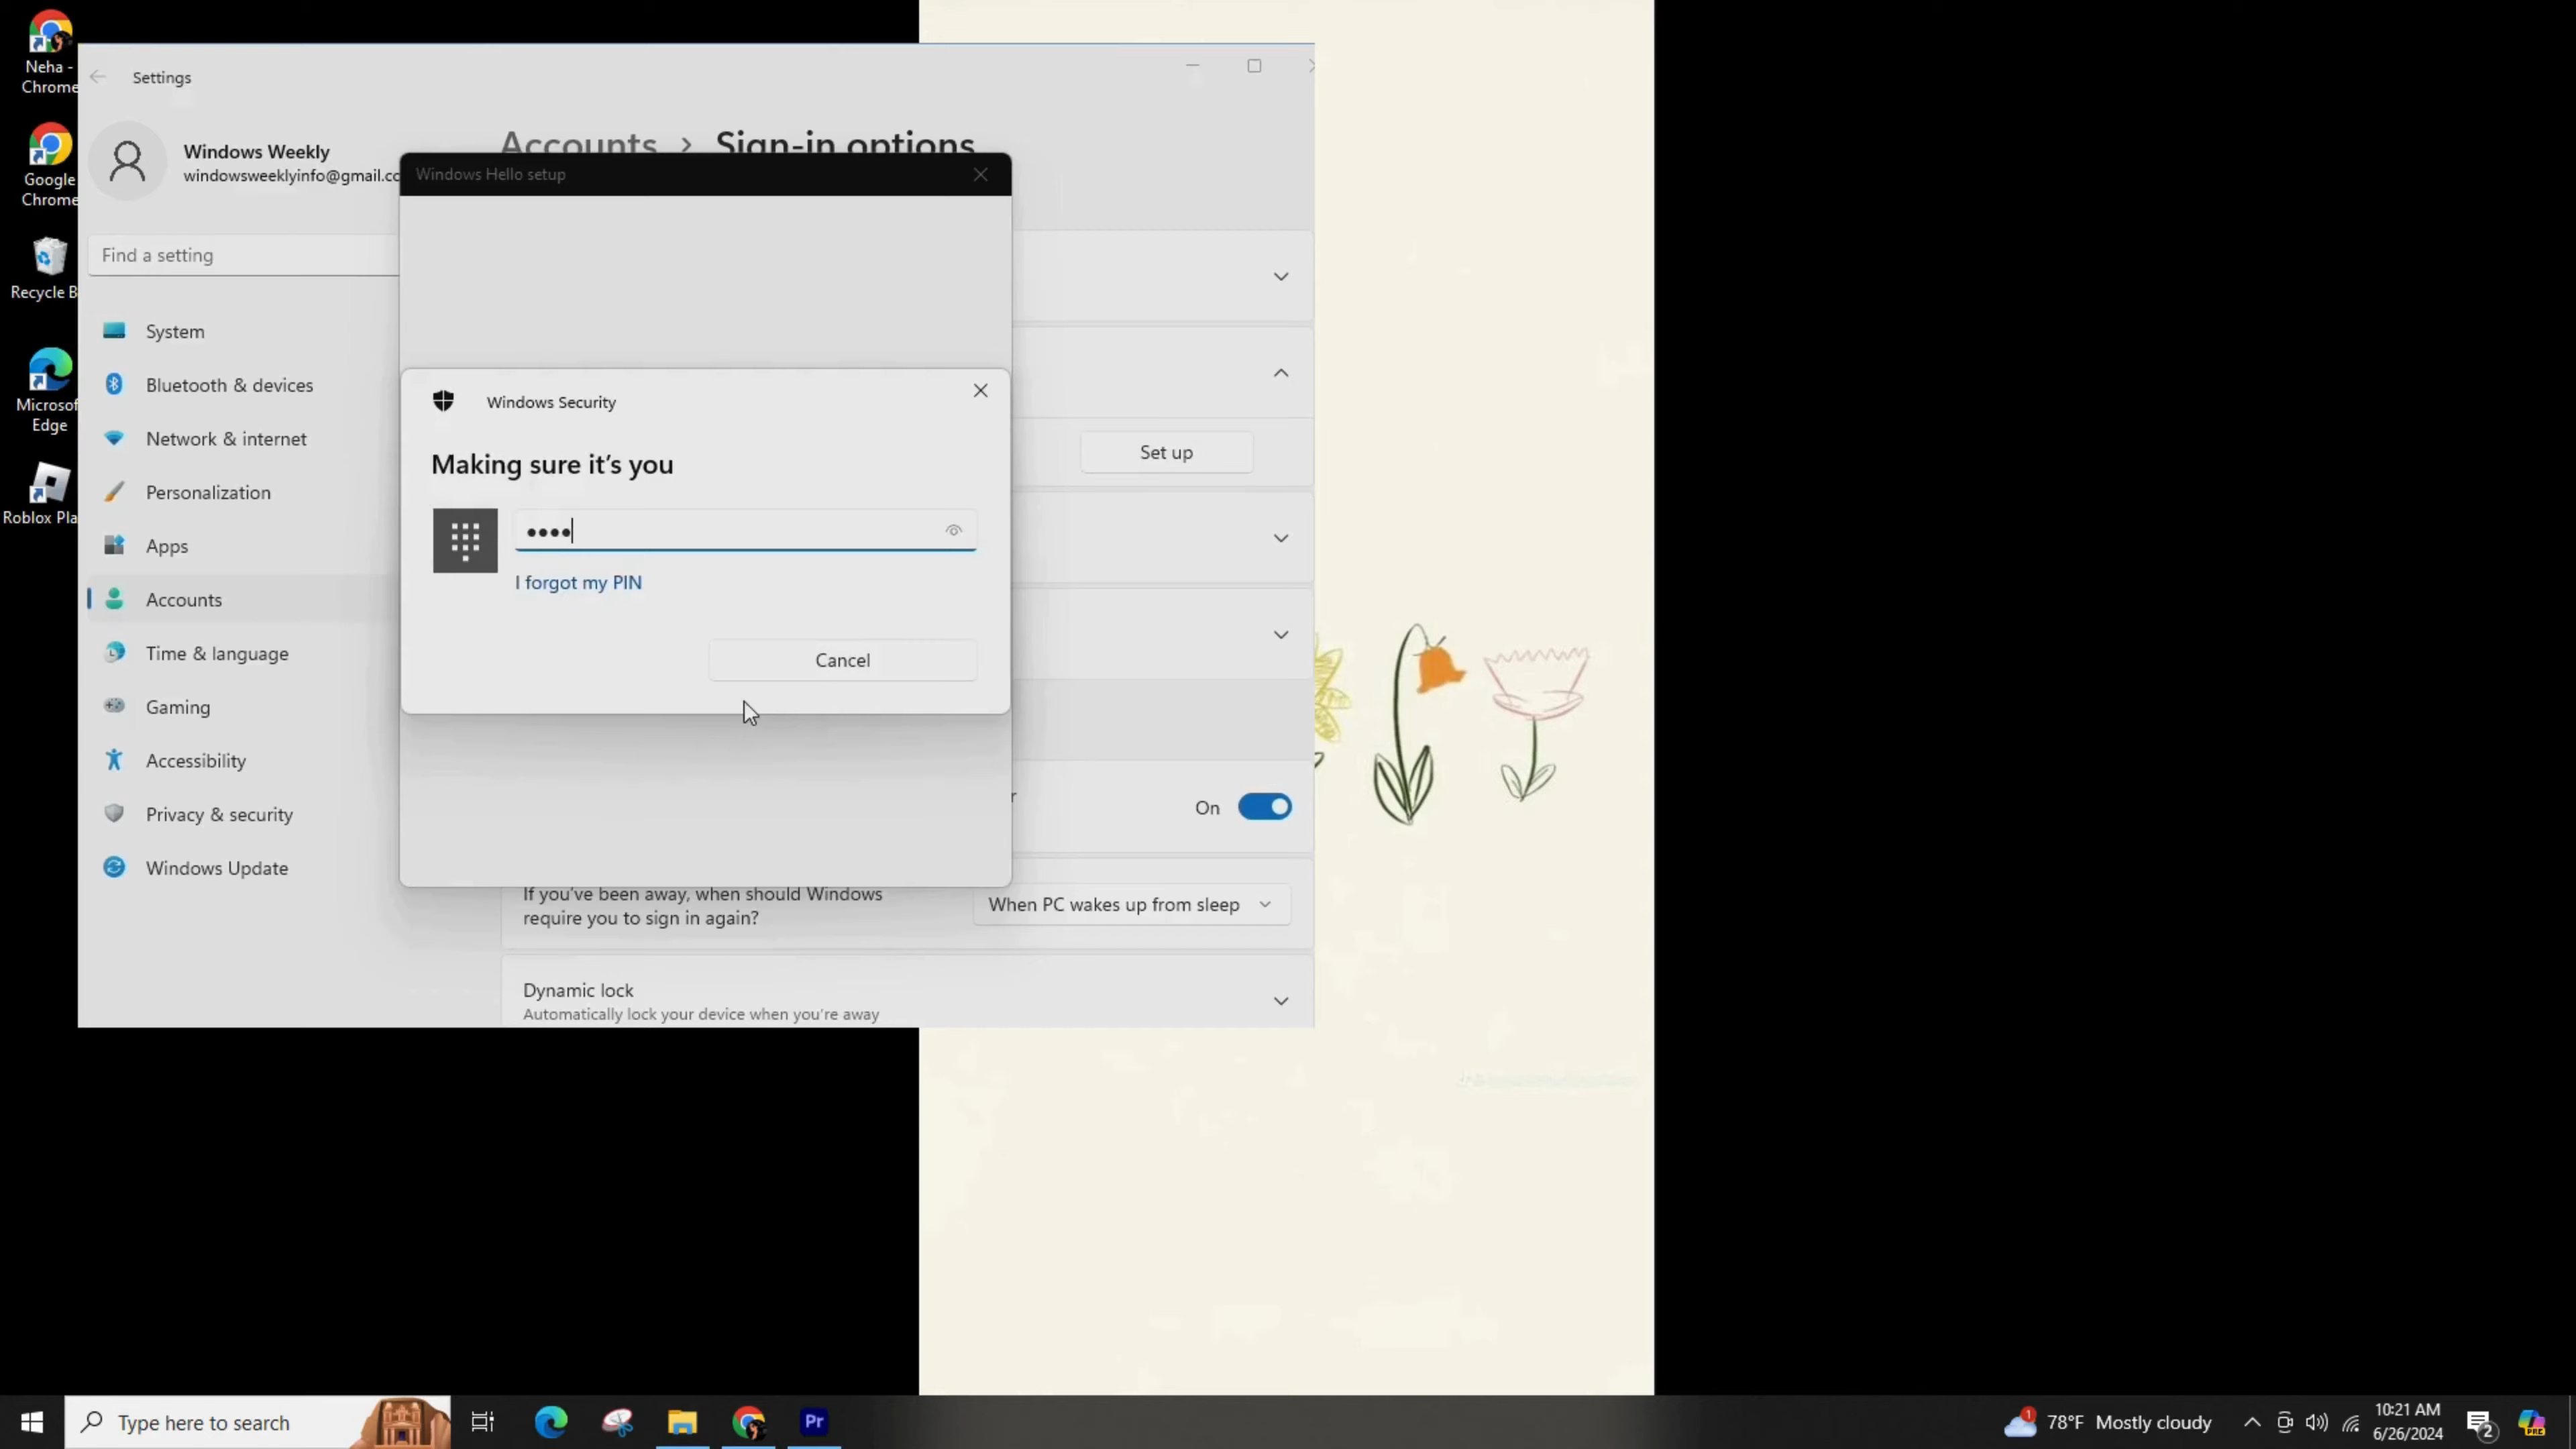 Neha -
Chrome
Google
Chrome
Recycle B
Microsof
Edge
Roblox Pla
Settings
Windows Weekly
windowsweeklyinfo@gmail.co
Find a setting
System
Bluetooth & devices
Network & internet
Personalization
Apps
Accounts
Time & language
Gaming
Accessibility
Privacy & security
Windows Update
Accounts > Sign-in options
Windows Hello setup
Windows Security
Making sure it's you
I forgot my PIN
Cancel
Set up
r
On
If you've been away, when should Windows
require you to sign in again?
When PC wakes up from sleep
Dynamic lock
Automatically lock your device when you're away
Type here to search
Pr
1
78°F Mostly cloudy
10:21 AM
6/26/2024
2
PRE